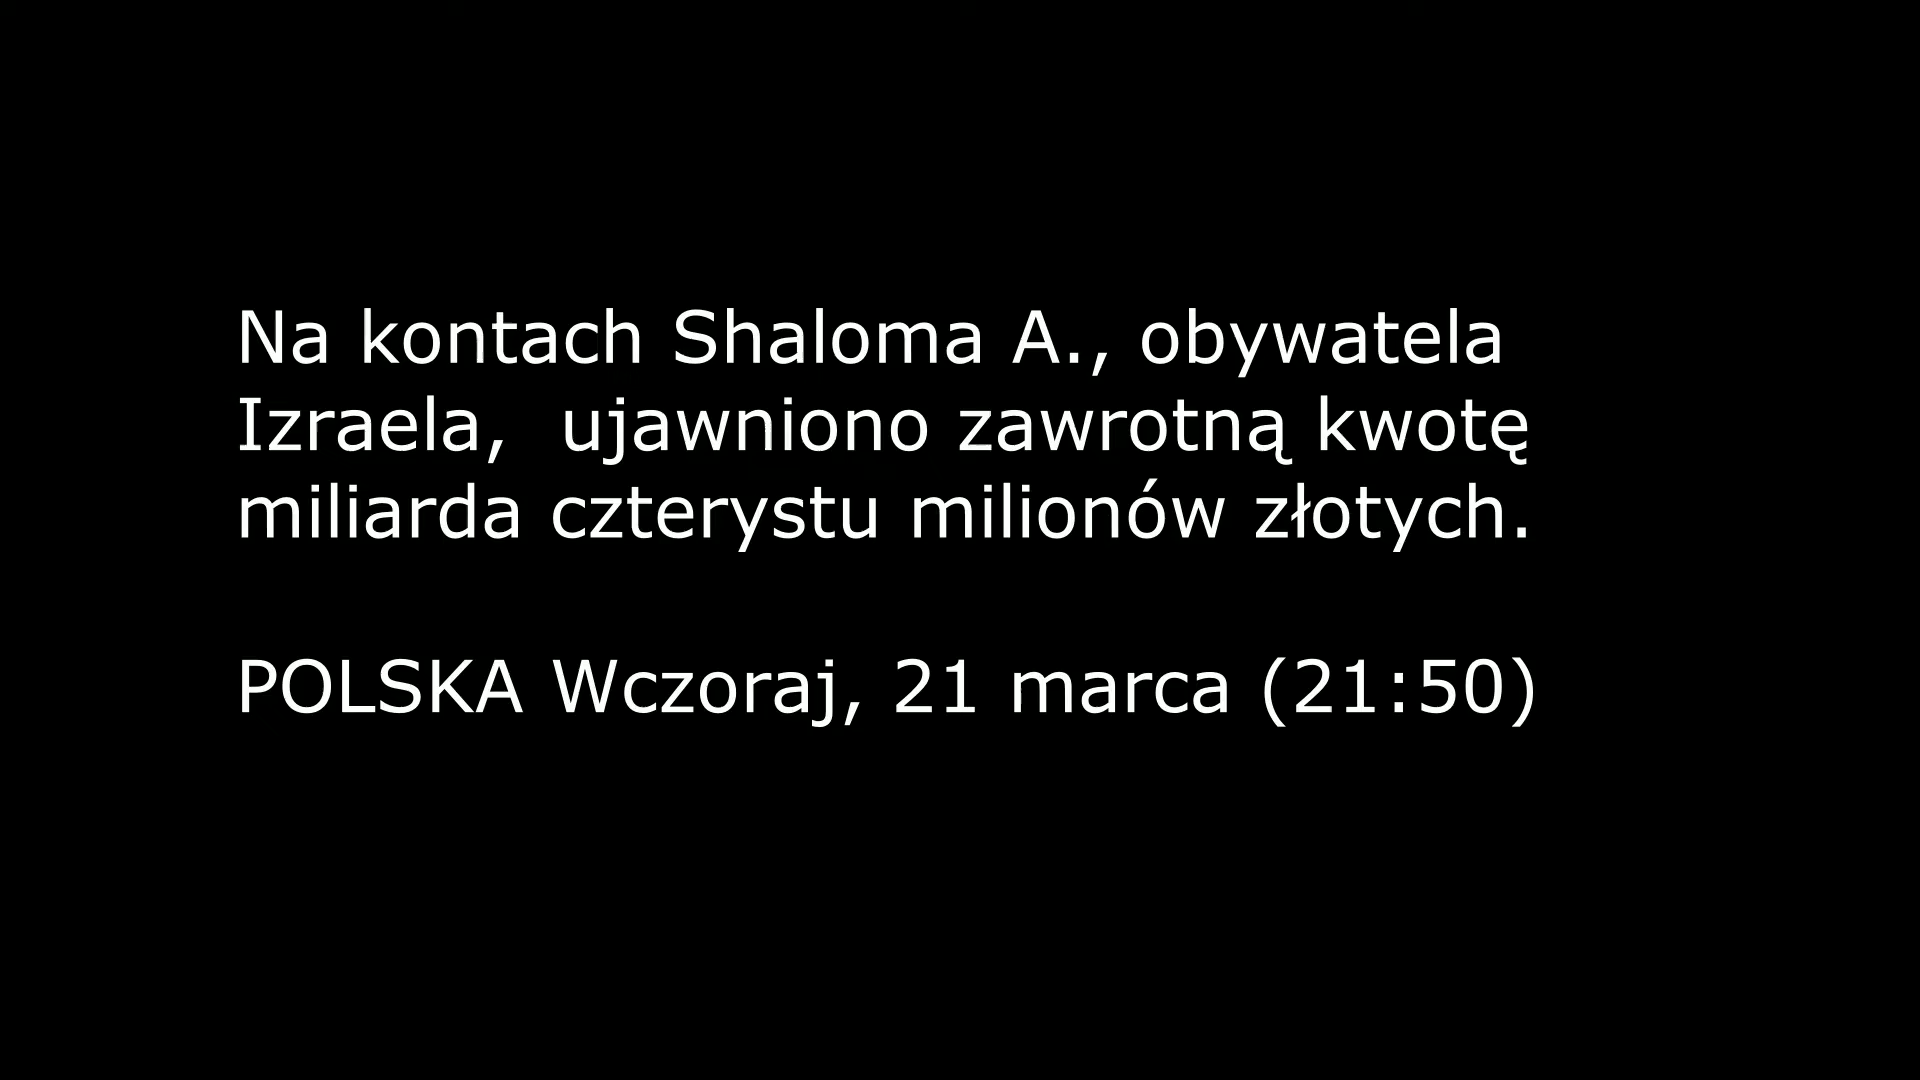 Na kontach Shaloma A., obywatela
Izraela,  ujawniono zawrotną kwotę
miliarda czterystu milionów złotych.
POLSKA Wczoraj, 21 marca (21:50)